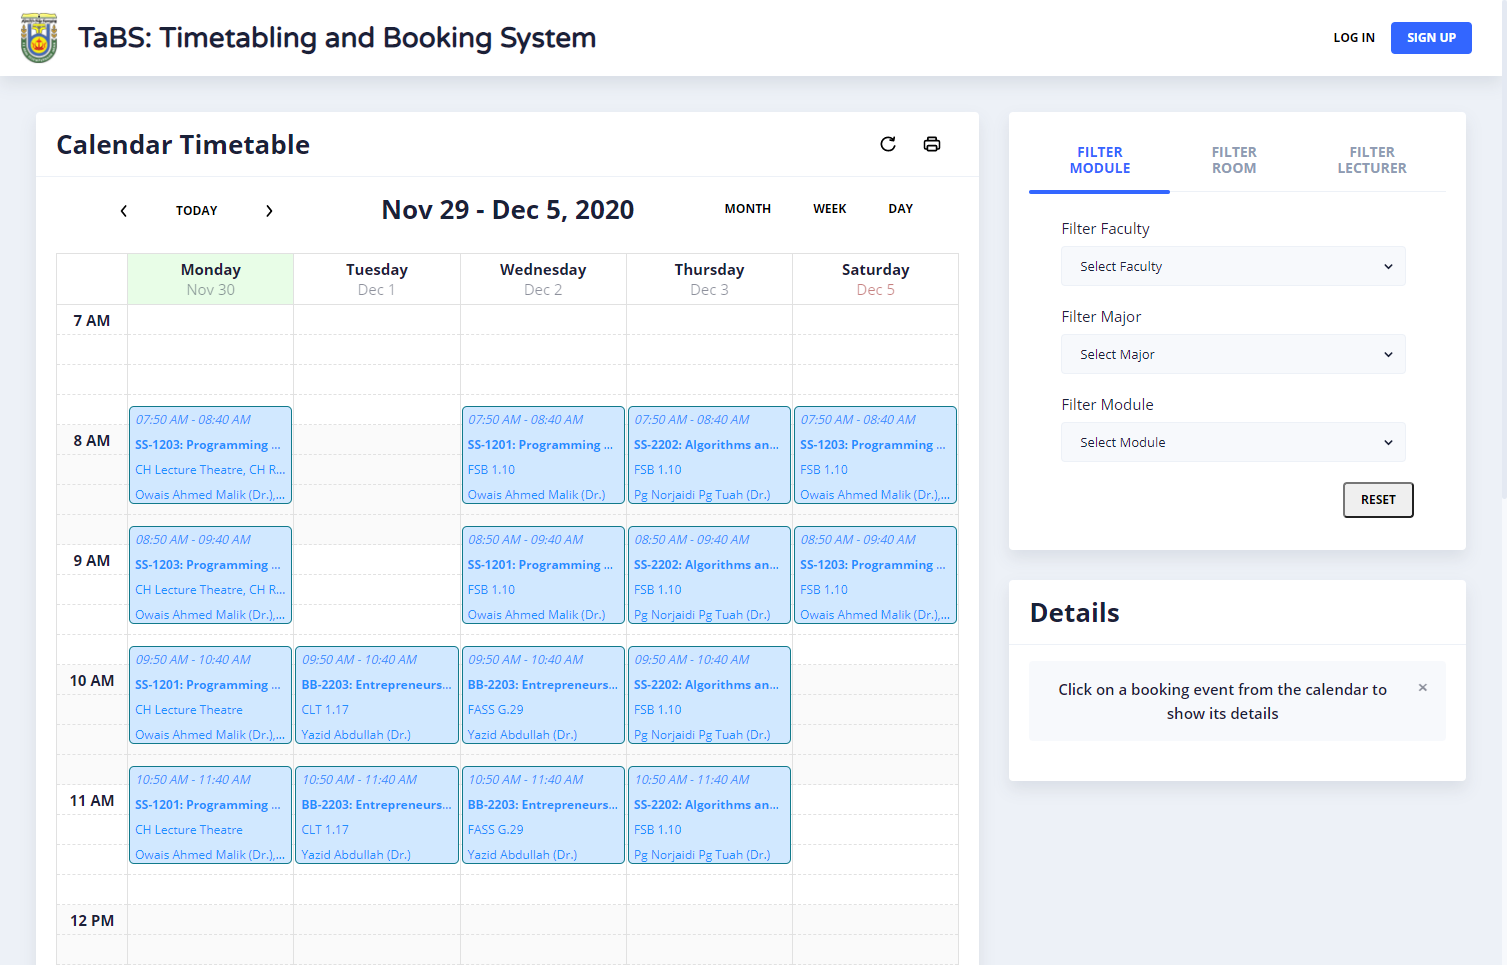 TaBS: Timetabling and Booking System
LOG IN
SIGN UP
Calendar Timetable
TODAY
Nov 29 - Dec 5, 2020
MONTH
WEEK
DAY
Monday
Nov 30
Tuesday
Dec 1
Wednesday
Dec 2
Thursday
Dec 3
Saturday
Dec 5
7 AM
8 AM
07:50 AM - 08:40 AM
SS-1203: Programming ...
CH Lecture Theatre, CH R...
Owais Ahmed Malik (Dr.),...
07:50 AM - 08:40 AM
SS-1201: Programming ...
FSB 1.10
Owais Ahmed Malik (Dr.)
07:50 AM - 08:40 AM
SS-2202: Algorithms an...
FSB 1.10
Pg Norjaidi Pg Tuah (Dr.)
07:50 AM - 08:40 AM
SS-1203: Programming ...
FSB 1.10
Owais Ahmed Malik (Dr.),...
9 AM
08:50 AM - 09:40 AM
SS-1203: Programming ...
CH Lecture Theatre, CH R...
Owais Ahmed Malik (Dr.),...
08:50 AM - 09:40 AM
SS-1201: Programming ...
FSB 1.10
Owais Ahmed Malik (Dr.)
08:50 AM - 09:40 AM
SS-2202: Algorithms an...
FSB 1.10
Pg Norjaidi Pg Tuah (Dr.)
08:50 AM - 09:40 AM
SS-1203: Programming ...
FSB 1.10
Owais Ahmed Malik (Dr.),...
10 AM
09:50 AM - 10:40 AM
SS-1201: Programming ...
CH Lecture Theatre
Owais Ahmed Malik (Dr.),...
09:50 AM - 10:40 AM
BB-2203: Entrepreneurs...
CLT 1.17
Yazid Abdullah (Dr.)
09:50 AM - 10:40 AM
BB-2203: Entrepreneurs...
FASS G.29
Yazid Abdullah (Dr.)
09:50 AM - 10:40 AM
SS-2202: Algorithms an...
FSB 1.10
Pg Norjaidi Pg Tuah (Dr.)
11 AM
10:50 AM - 11:40 AM
SS-1201: Programming ...
CH Lecture Theatre
Owais Ahmed Malik (Dr.),...
10:50 AM - 11:40 AM
BB-2203: Entrepreneurs...
CLT 1.17
Yazid Abdullah (Dr.)
10:50 AM - 11:40 AM
BB-2203: Entrepreneurs...
FASS G.29
Yazid Abdullah (Dr.)
10:50 AM - 11:40 AM
SS-2202: Algorithms an...
FSB 1.10
Pg Norjaidi Pg Tuah (Dr.)
12 PM
FILTER
MODULE
FILTER
ROOM
FILTER
LECTURER
Filter Faculty
Select Faculty
Filter Major
Select Major
Filter Module
Select Module
RESET
Details
Click on a booking event from the calendar to
show its details
×